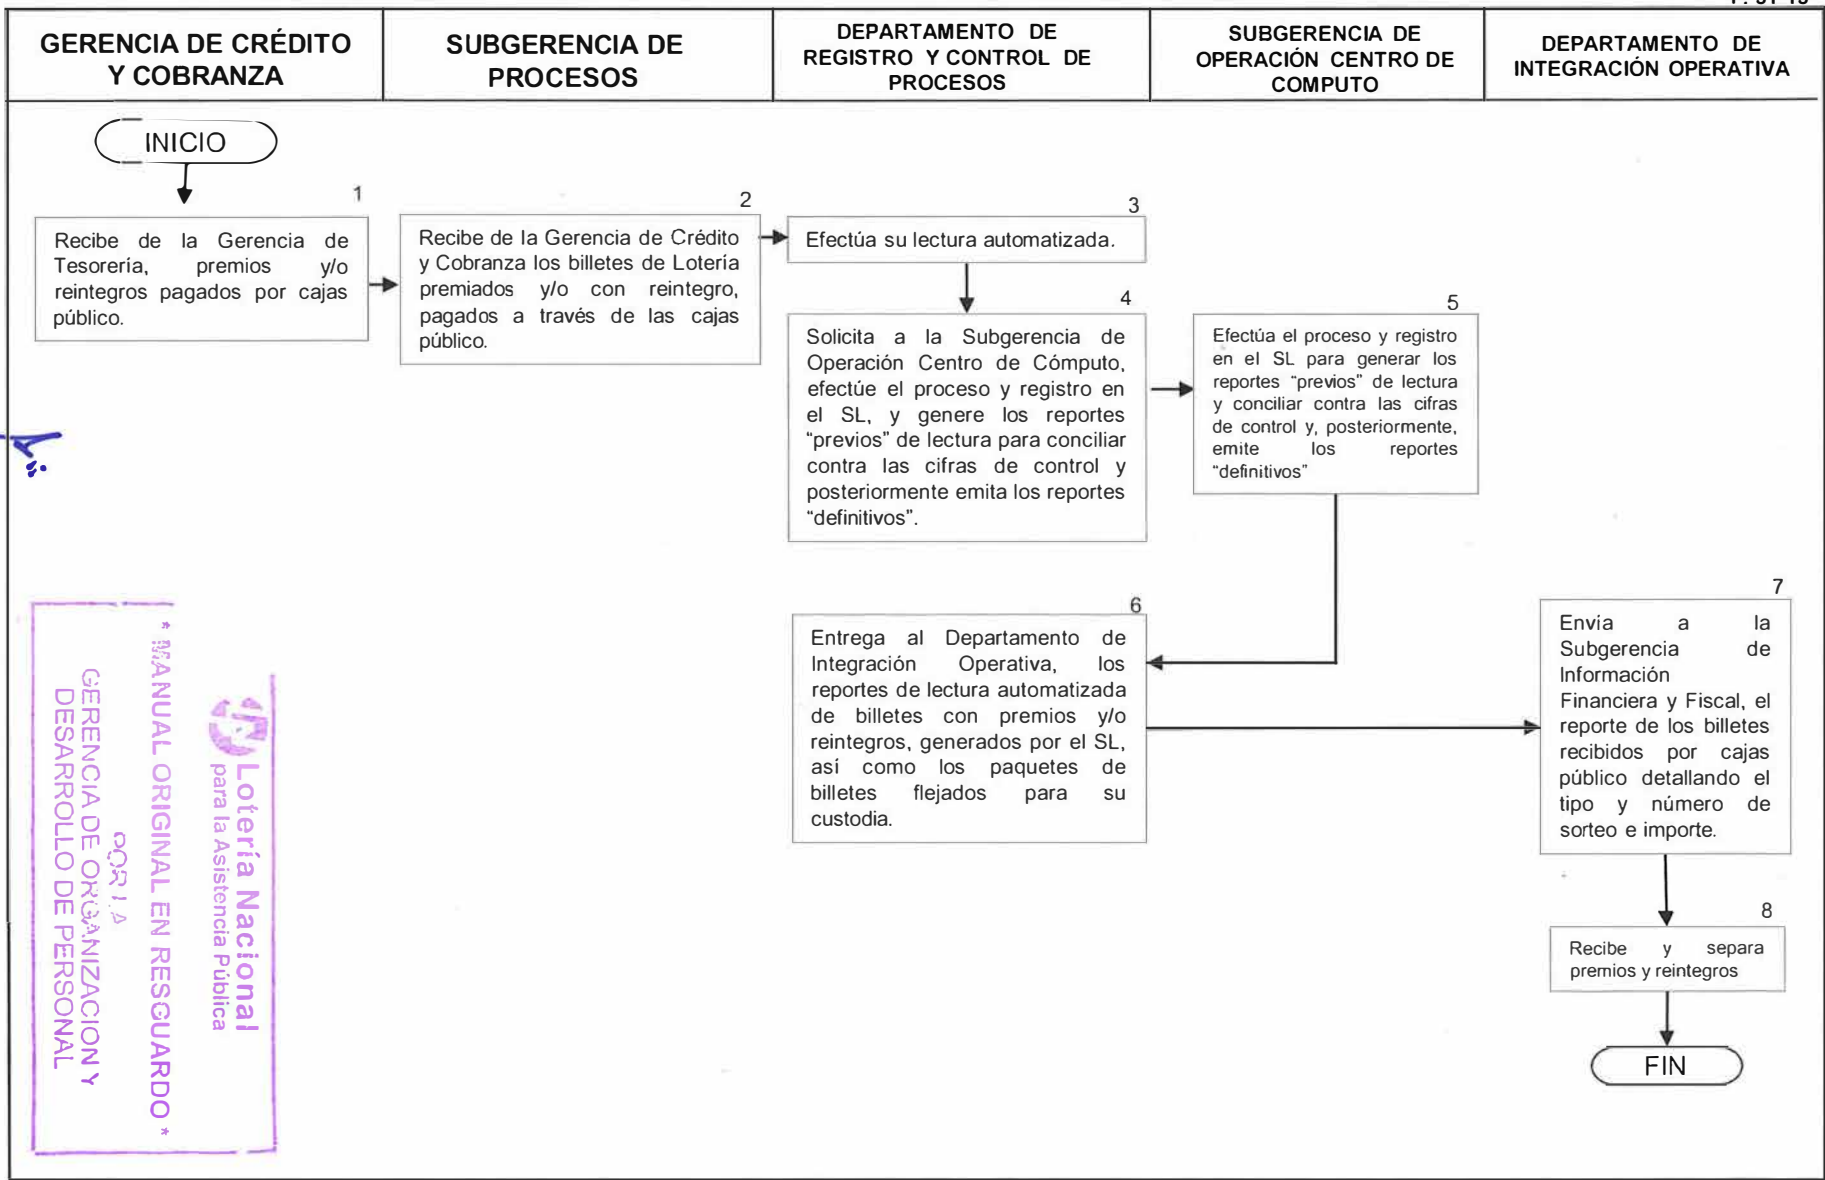 GERENCIA DE CRÉDITO
Y COBRANZA
SUBGERENCIA DE
PROCESOS
DEPARTAMENTO DE
REGISTRO Y CONTROL DE
PROCESOS
SUBGERENCIA DE
OPERACIÓN CENTRO DE
COMPUTO
DEPARTAMENTO DE
INTEGRACIÓN OPERATIVA
INICIO
1
Recibe de la Gerencia de
Tesorería, premios y/o
reintegros pagados por cajas
público.
2
Recibe de la Gerencia de Crédito
y Cobranza los billetes de Lotería
premiados y/o con reintegro,
pagados a través de las cajas
público.
3
Efectúa su lectura automatizada.
4
Solicita a la Subgerencia de
Operación Centro de Cómputo,
efectúe el proceso y registro en
el SL, y genere los reportes
“previos” de lectura para conciliar
contra las cifras de control y
posteriormente emita los reportes
“definitivos”.
5
Efectúa el proceso y registro
en el SL para generar los
reportes “previos” de lectura
y conciliar contra las cifras
de control y, posteriormente,
emite los reportes
“definitivos”
6
Entrega al Departamento de
Integración Operativa, los
reportes de lectura automatizada
de billetes con premios y/o
reintegros, generados por el SL,
así como los paquetes de
billetes flejados para su
custodia.
7
Envia a la
Subgerencia de
Información
Financiera y Fiscal, el
reporte de los billetes
recibidos por cajas
público detallando el
tipo y número de
sorteo e importe.
8
Recibe y separa
premios y reintegros
FIN
Lotería Nacional
para la Asistencia Pública
* MANUAL ORIGINAL EN RESGUARDO *
POR LA
GERENCIA DE ORGANIZACION Y
DESARROLLO DE PERSONAL